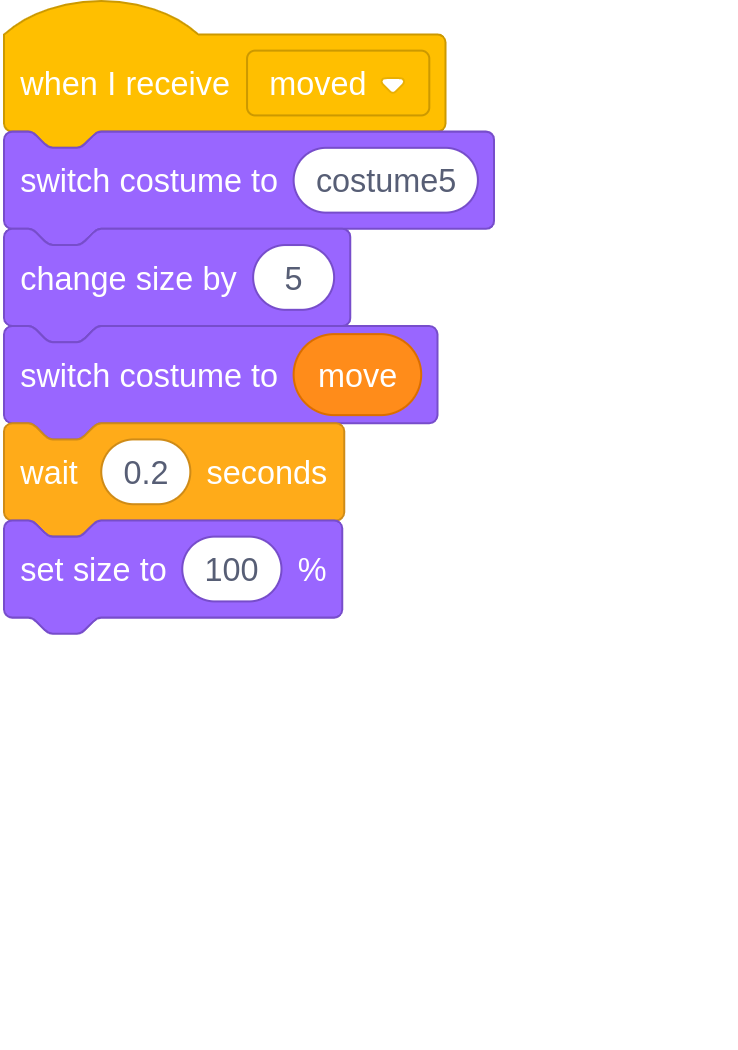 when I receive moved
switch costume to costume5
change size by 5
switch costume to move
wait 0.2 seconds
set size to 100 %